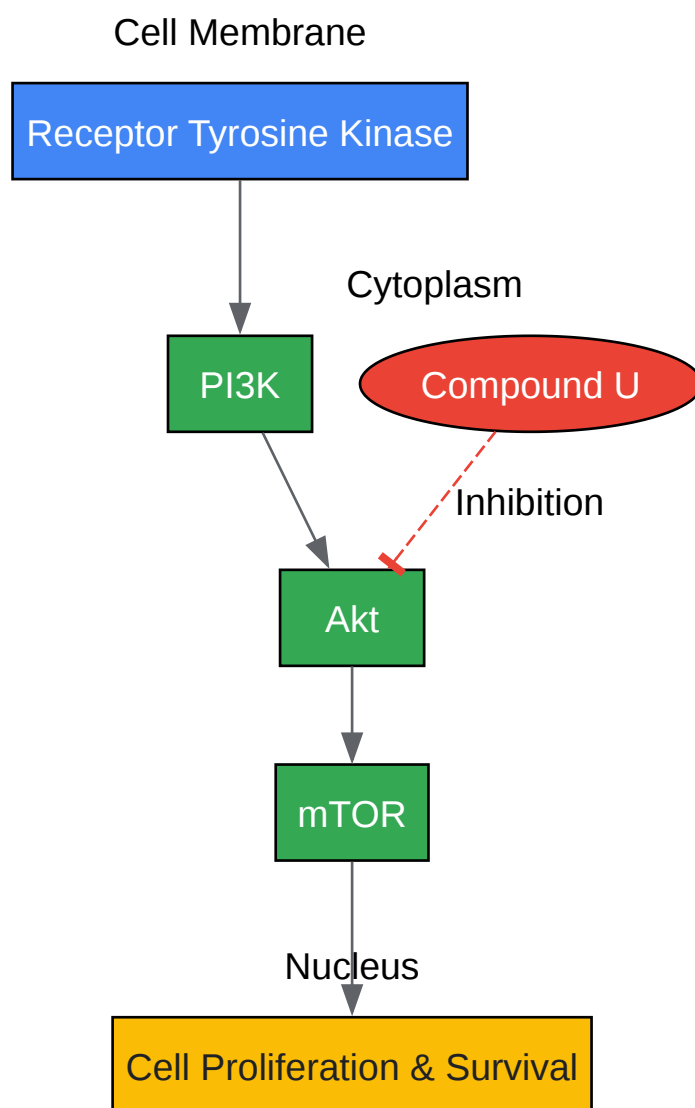 Cell Membrane
Receptor Tyrosine Kinase
Cytoplasm
PI3K
Compound U
Inhibition
Akt
mTOR
Nucleus
Cell Proliferation & Survival